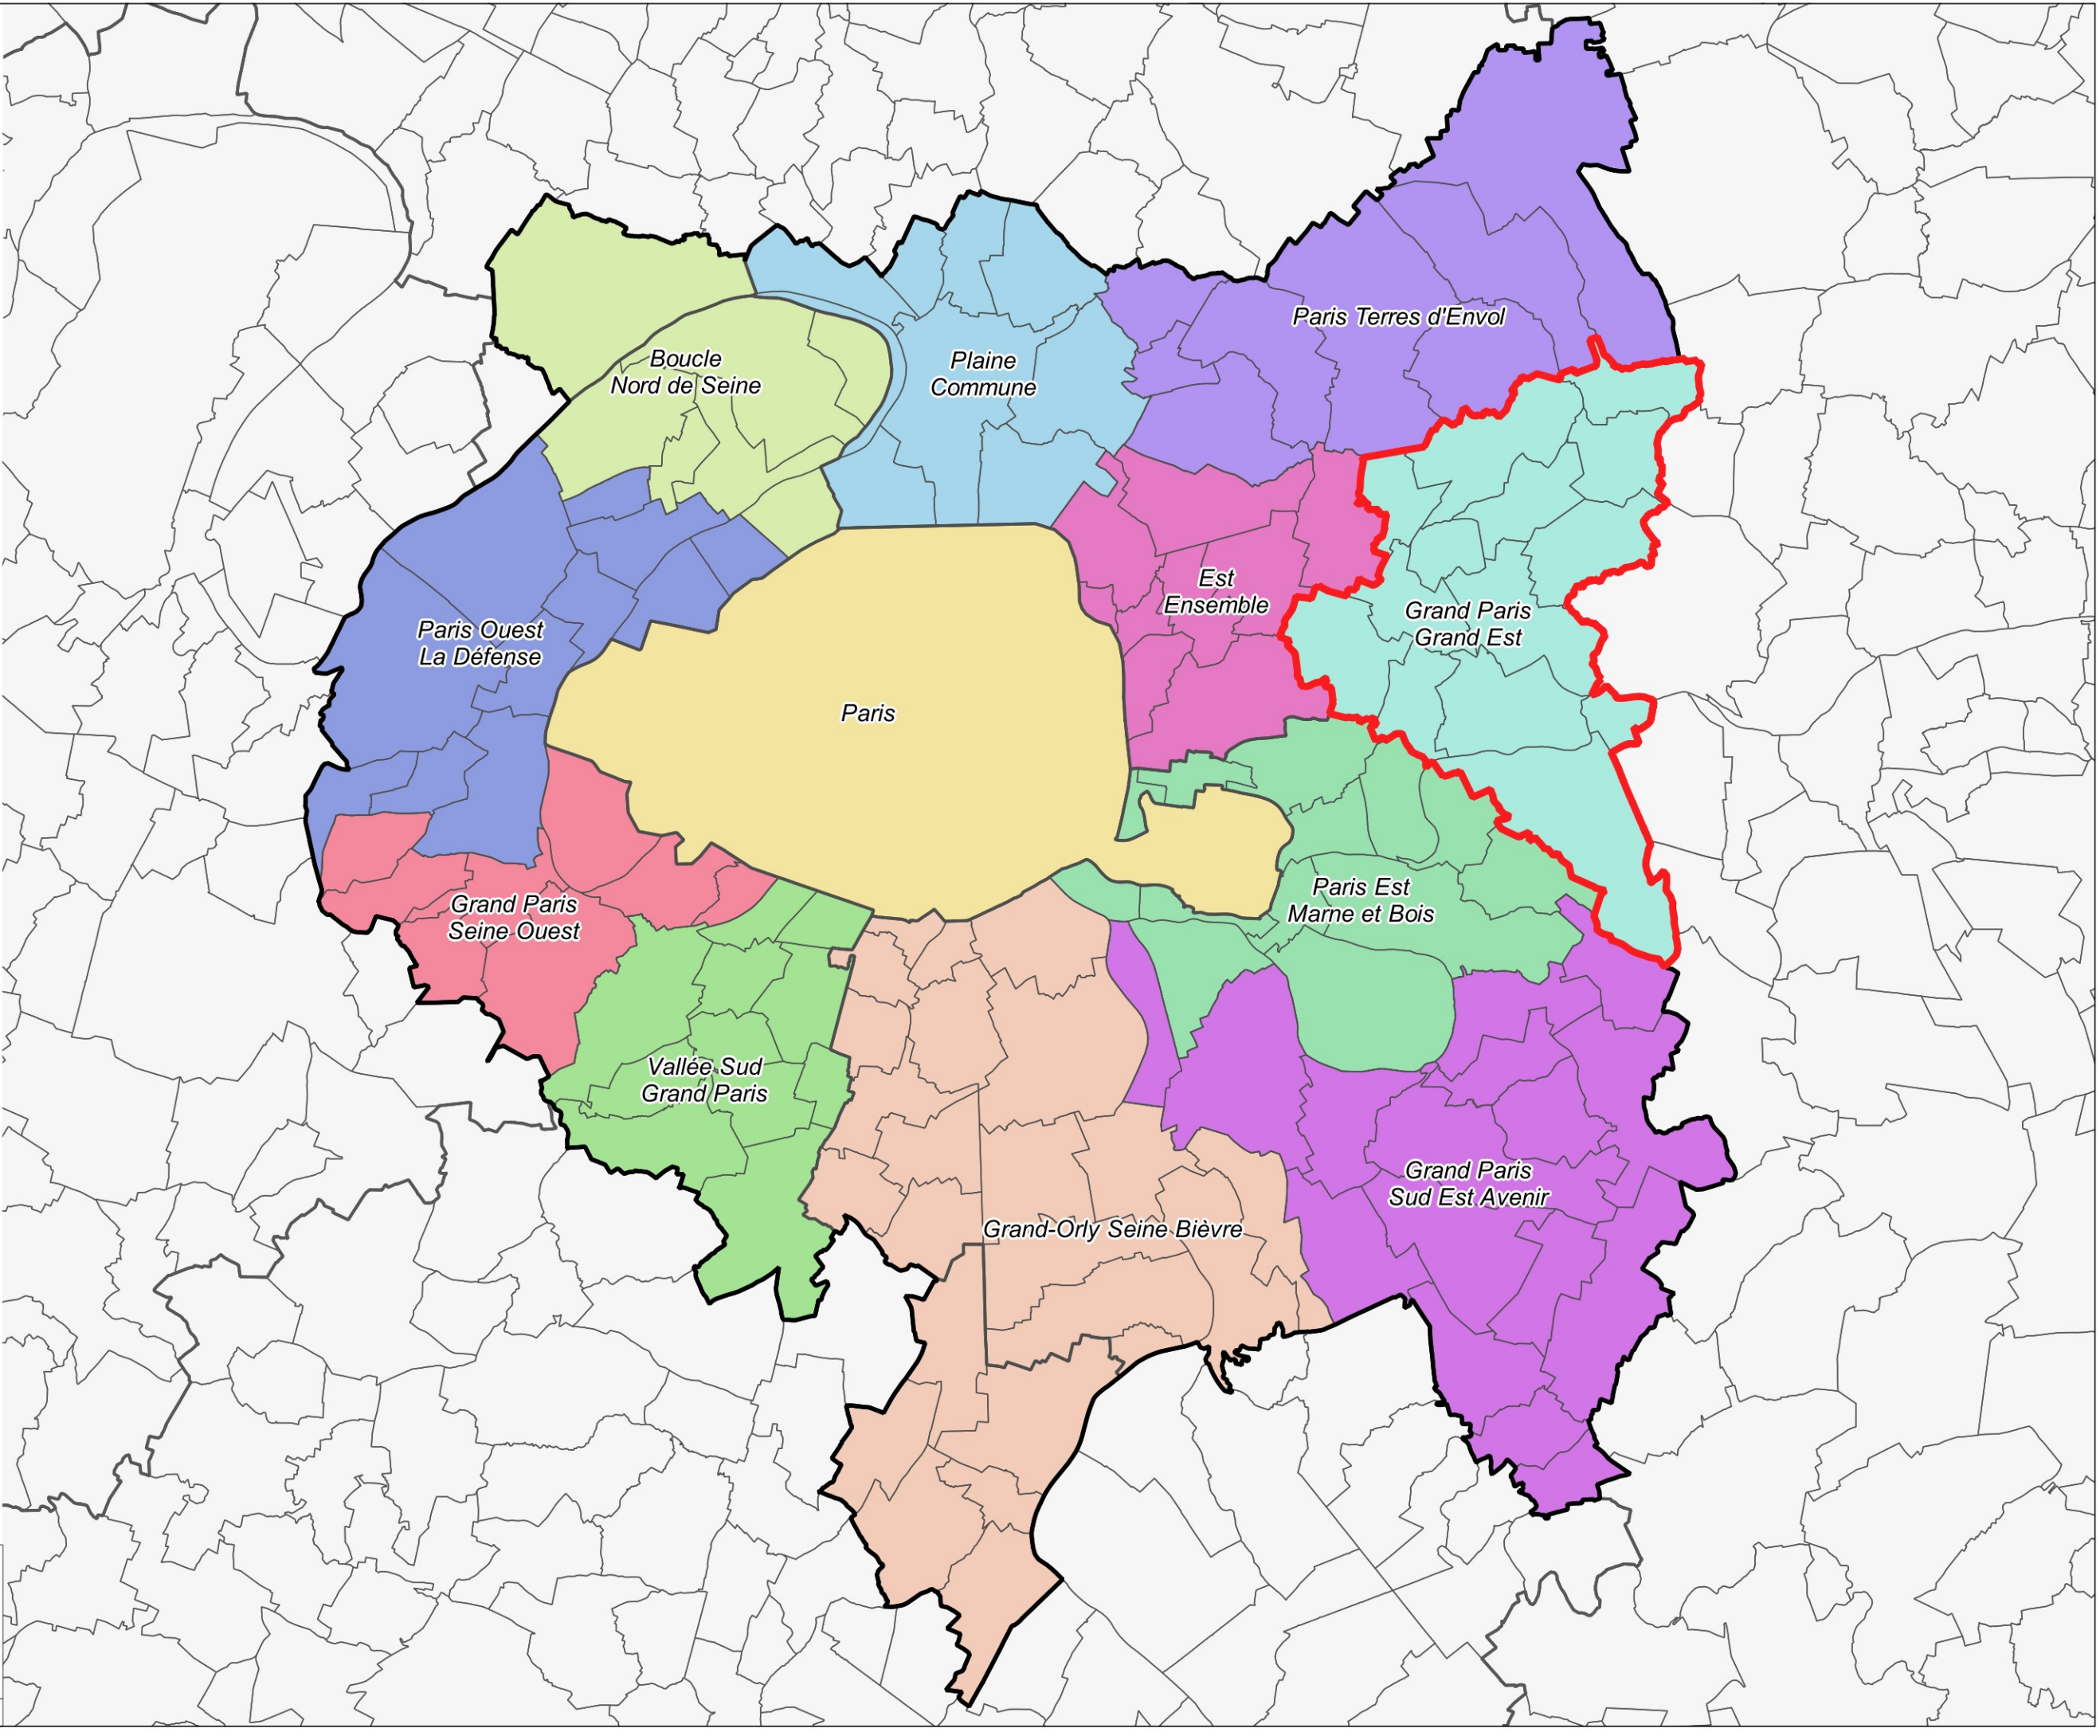 Paris Terres d'Envol
Boucle
Nord de Seine
Plaine
Commune
Est
Ensemble
Grand Paris
Grand Est
Paris Ouest
La Défense
Paris
Paris Est
Marne et Bois
Grand Paris
Seine Ouest
Vallée Sud
Grand Paris
Grand Paris
Sud Est Avenir
Grand-Orly Seine Bièvre